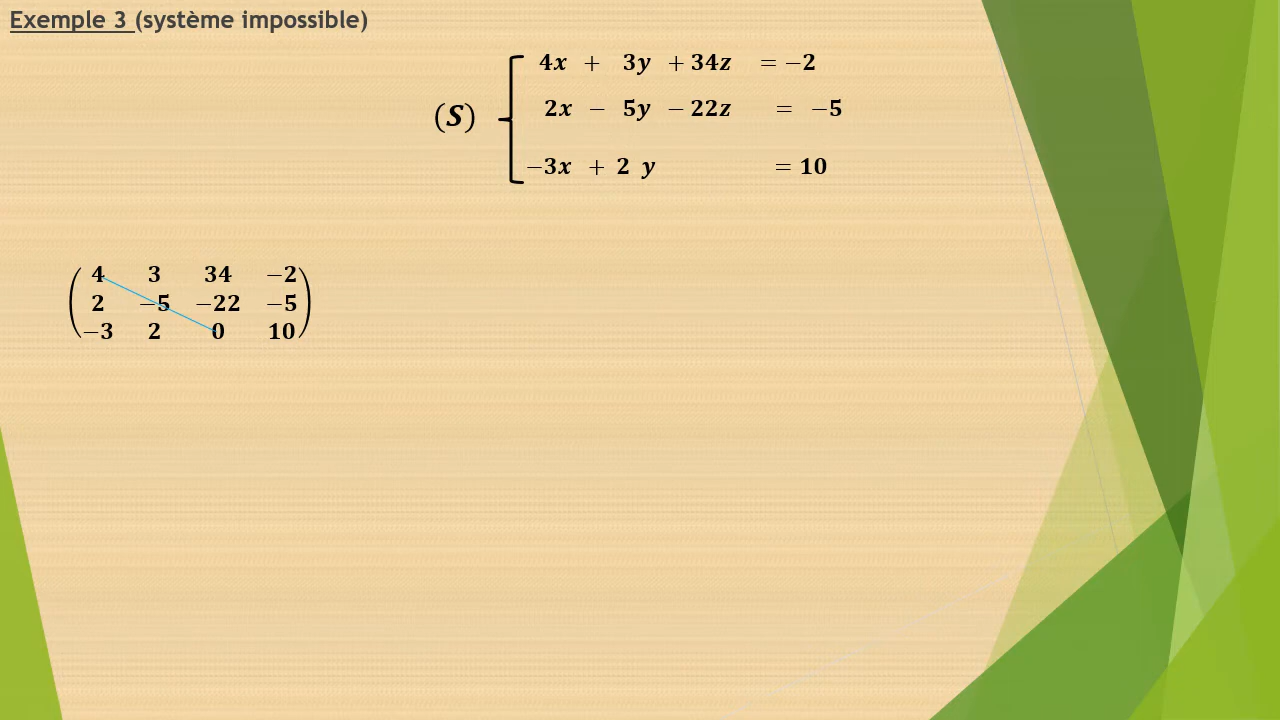 Exemple 3 (système impossible)
4x + 3y + 34z = −2
(S) 2x − 5y − 22z = −5
−3x + 2 y = 10
4 3 34 −2
2 −5 −22 −5
−3 2 0 10